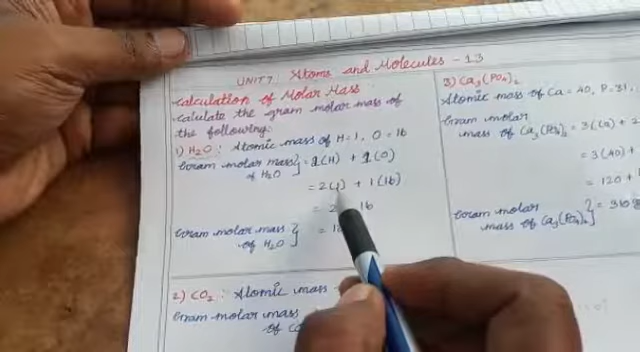 UNIT 7 Atoms and Molecules - 13
Calculation of Molar Mass
Calculate the gram molar mass of
the following:
1) H₂O: Atomic mass of H=1, O=16
Gram molar mass of H₂O } = 2(H) + 1(O)
= 2(1) + 1(16)
= 2 16
Gram molar mass of H₂O } =
2) CO₂: Atomic mass
Gram molar mass
of
3) Ca₃(PO₄)₂
Atomic mass of Ca = 40, P=31,
Gram molar
mass of Ca₃(PO₄)₂ = 3(Ca) + 2
= 3(40) +
= 120 +
Gram molar mass of Ca₃(PO₄)₂ } = 310